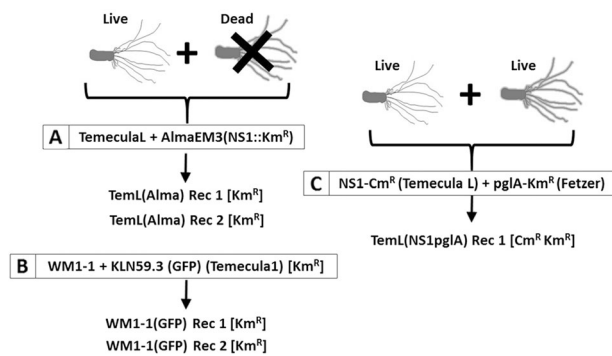 Live
Dead
+
A TemeculaL + AlmaEM3(NS1::Kmᴿ)
TemL(Alma) Rec 1 [Kmᴿ]
TemL(Alma) Rec 2 [Kmᴿ]
B WM1-1 + KLN59.3 (GFP) (Temecula1) [Kmᴿ]
WM1-1(GFP) Rec 1 [Kmᴿ]
WM1-1(GFP) Rec 2 [Kmᴿ]
Live
Live
+
C NS1-Cmᴿ (Temecula L) + pglA-Kmᴿ (Fetzer)
TemL(NS1pglA) Rec 1 [Cmᴿ Kmᴿ]